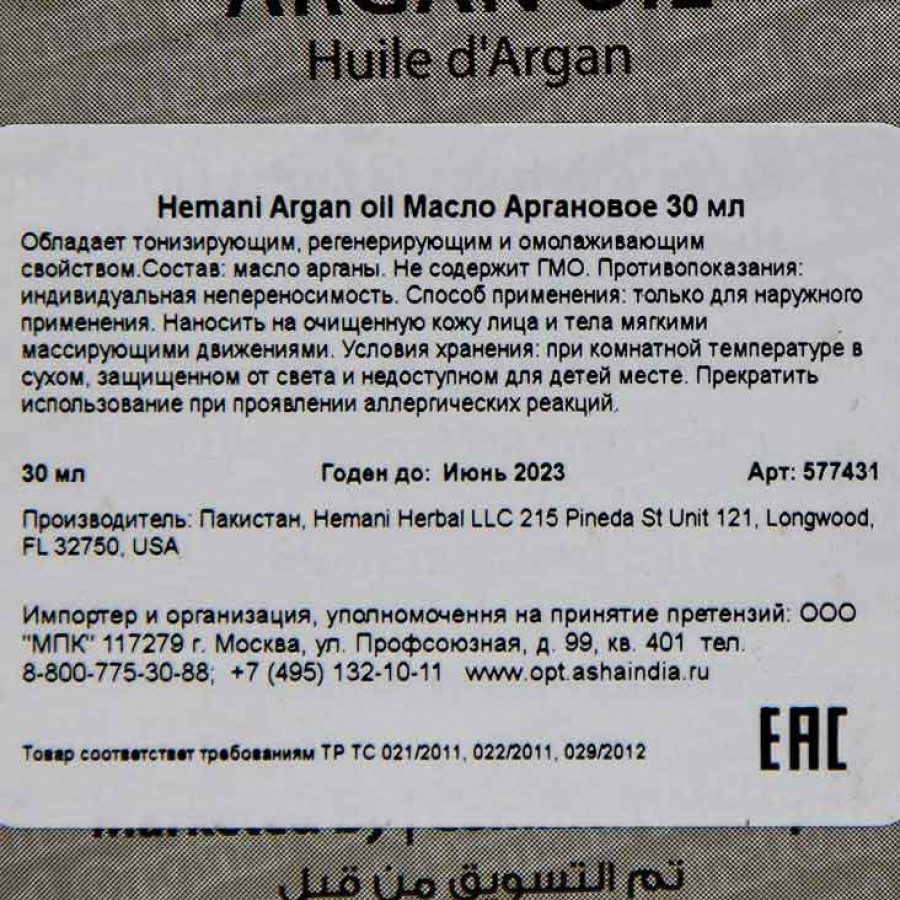 ARGAN OIL
Huile d'Argan
Hemani Argan oil Масло Аргановое 30 мл
Обладает тонизирующим, регенерирующим и омолаживающим
свойством.Состав: масло арганы. Не содержит ГМО. Противопоказания:
индивидуальная непереносимость. Способ применения: только для наружного
применения. Наносить на очищенную кожу лица и тела мягкими
массирующими движениями. Условия хранения: при комнатной температуре в
сухом, защищенном от света и недоступном для детей месте. Прекратить
использование при проявлении аллергических реакций.
30 мл Годен до: Июнь 2023 Арт: 577431
Производитель: Пакистан, Hemani Herbal LLC 215 Pineda St Unit 121, Longwood,
FL 32750, USA
Импортер и организация, уполномочення на принятие претензий: ООО
"МПК" 117279 г. Москва, ул. Профсоюзная, д. 99, кв. 401 тел.
8-800-775-30-88; +7 (495) 132-10-11 www.opt.ashaindia.ru
Товар соответствует требованиям ТР ТС 021/2011, 022/2011, 029/2012
EAC
تم التسويق من قبل